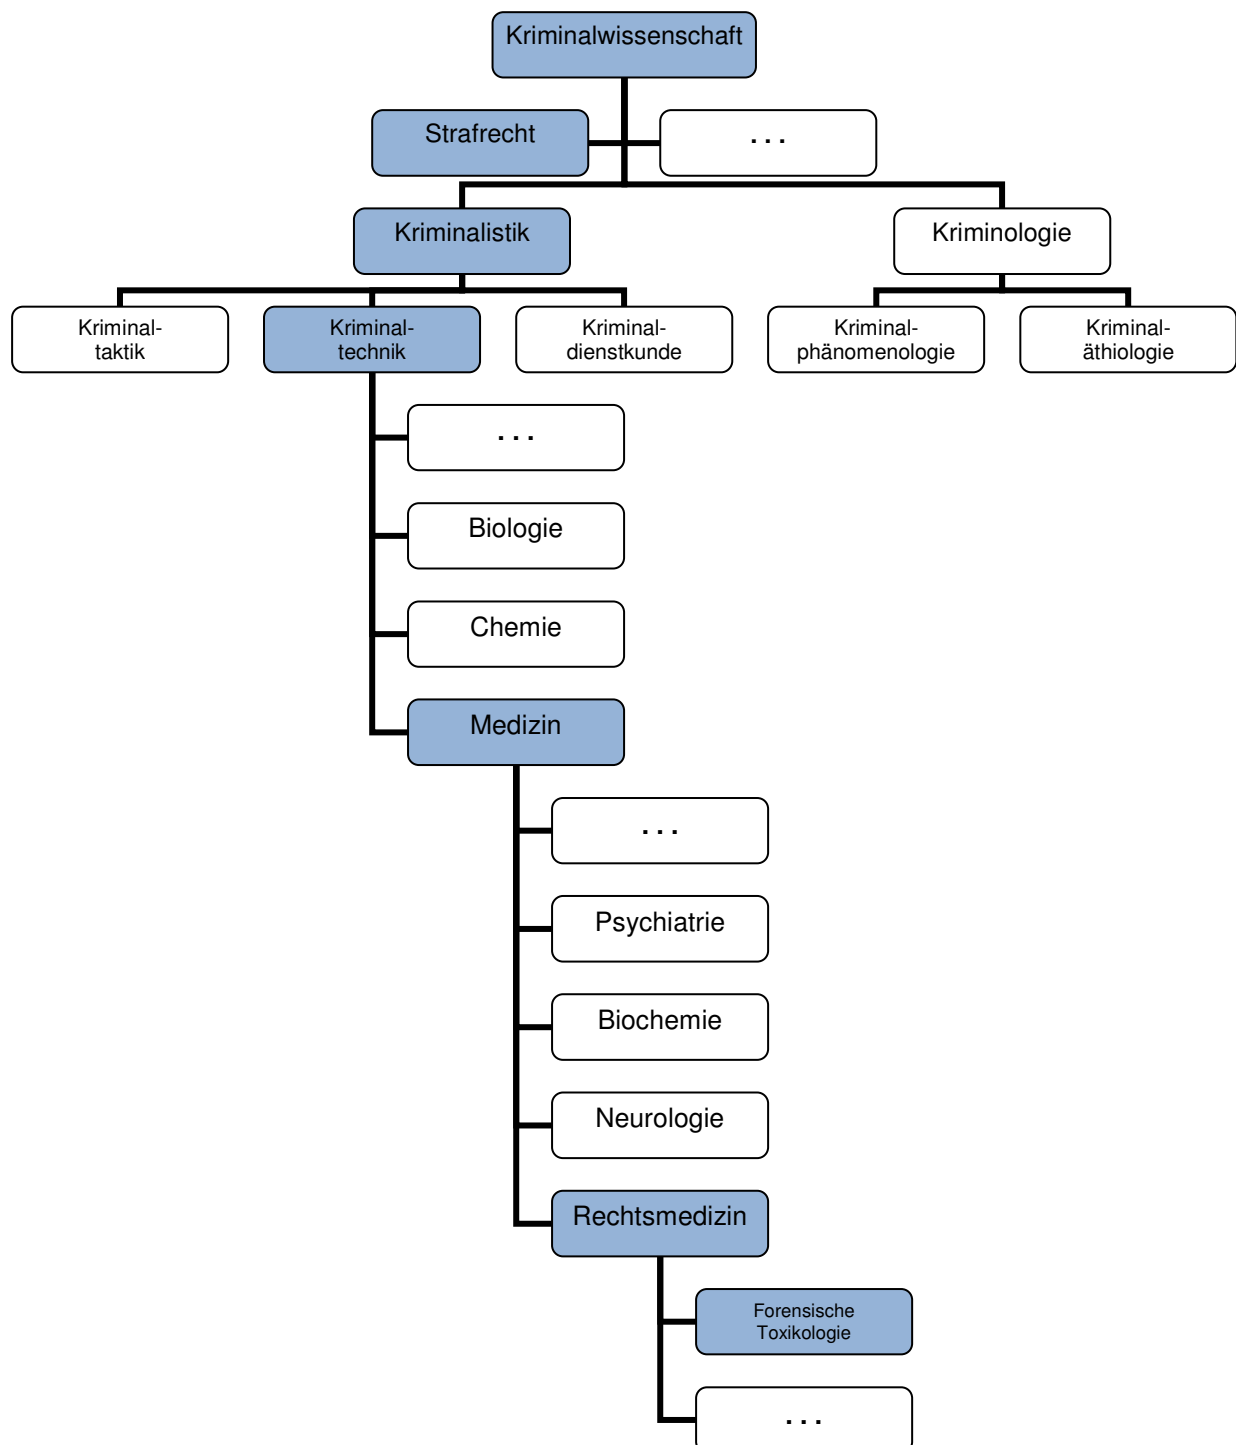 Kriminalwissenschaft
Strafrecht
. . .
Kriminalistik
Kriminologie
Kriminal-
taktik
Kriminal-
technik
Kriminal-
dienstkunde
Kriminal-
phänomenologie
Kriminal-
äthiologie
. . .
Biologie
Chemie
Medizin
. . .
Psychiatrie
Biochemie
Neurologie
Rechtsmedizin
Forensische
Toxikologie
. . .